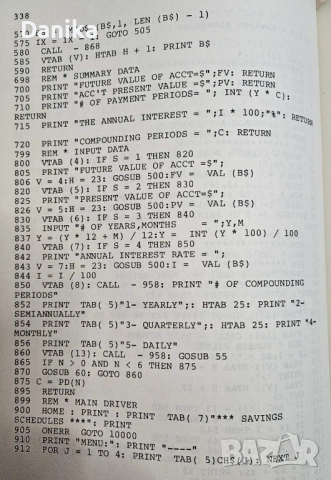 338
Danika
575 IX = IX - 1: GOTO 505
580 CALL - 868
585 VTAB (V): HTAB H + 1: PRINT B$
590 RETURN
698 REM * SUMMARY DATA
700 PRINT "FUTURE VALUE OF ACCT=$";FV: RETURN
705 PRINT "ACC'T PRESENT VALUE =$";PV: RETURN
710 PRINT "# OF PAYMENT PERIODS= "; INT (Y * C):
RETURN
715 PRINT "THE ANNUAL INTEREST = ";I * 100;"%": RETURN
720 PRINT "COMPOUNDING PERIODS = ";C: RETURN
799 REM * INPUT DATA
800 VTAB (4): IF S = 1 THEN 820
805 PRINT "FUTURE VALUE OF ACCT =$";
806 V = 4:H = 23: GOSUB 500:FV = VAL (B$)
820 VTAB (5): IF S = 2 THEN 830
825 PRINT "PRESENT VALUE OF ACCT=$";
826 V = 5:H = 23: GOSUB 500:PV = VAL (B$)
830 VTAB (6): IF S = 3 THEN 840
835 INPUT "# OF YEARS,MONTHS = ";Y,M
837 Y = (Y * 12 + M) / 12:Y = INT (Y * 100) / 100
840 VTAB (7): IF S = 4 THEN 850
842 PRINT "ANNUAL INTEREST RATE = ";
843 V = 7:H = 23: GOSUB 500:I = VAL (B$)
844 I = I / 100
850 VTAB (8): CALL - 958: PRINT "# OF COMPOUNDING
PERIODS"
852 PRINT TAB( 5)"1- YEARLY";: HTAB 25: PRINT "2-
SEMIANNUALLY"
854 PRINT TAB( 5)"3- QUARTERLY";: HTAB 25: PRINT "4-
MONTHLY"
856 PRINT TAB( 5)"5- DAILY"
860 VTAB (13): CALL - 958: GOSUB 55
865 IF N > 0 AND N < 6 THEN 875
870 GOSUB 60: GOTO 860
875 C = PD(N)
895 RETURN
899 REM * MAIN DRIVER
900 HOME : PRINT : PRINT TAB( 7)"*** SAVINGS
SCHEDULES ***": PRINT
905 ONERR GOTO 10000
910 PRINT "MENU:": PRINT "----"
912 FOR J = 1 TO 4: PRINT TAB( 5)CH$(J): NEXT J
BAZAR